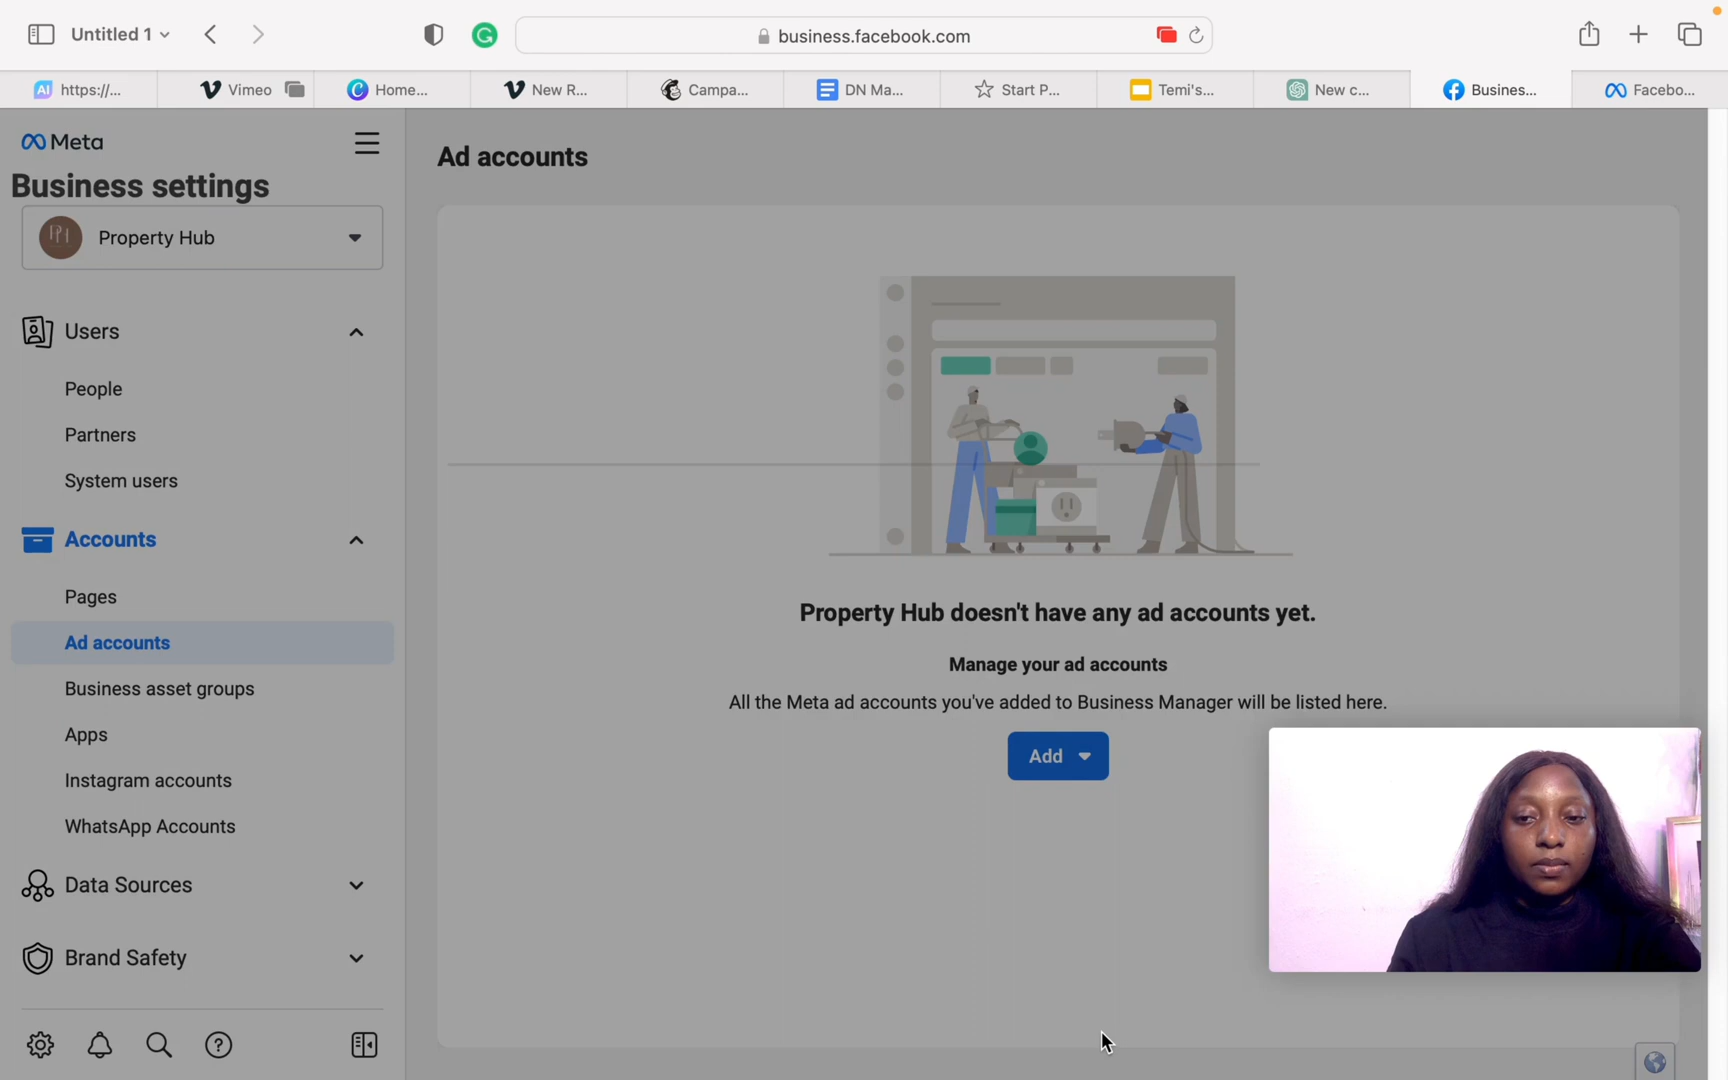 Untitled 1
business.facebook.com
https://...
Vimeo
Home...
New R...
Campa...
DN Ma...
Start P...
Temi's...
New c...
Busines...
Facebo...
Meta
Business settings
PH
Property Hub
Users
People
Partners
System users
Accounts
Pages
Ad accounts
Business asset groups
Apps
Instagram accounts
WhatsApp Accounts
Data Sources
Brand Safety
Ad accounts
Property Hub doesn't have any ad accounts yet.
Manage your ad accounts
All the Meta ad accounts you've added to Business Manager will be listed here.
Add